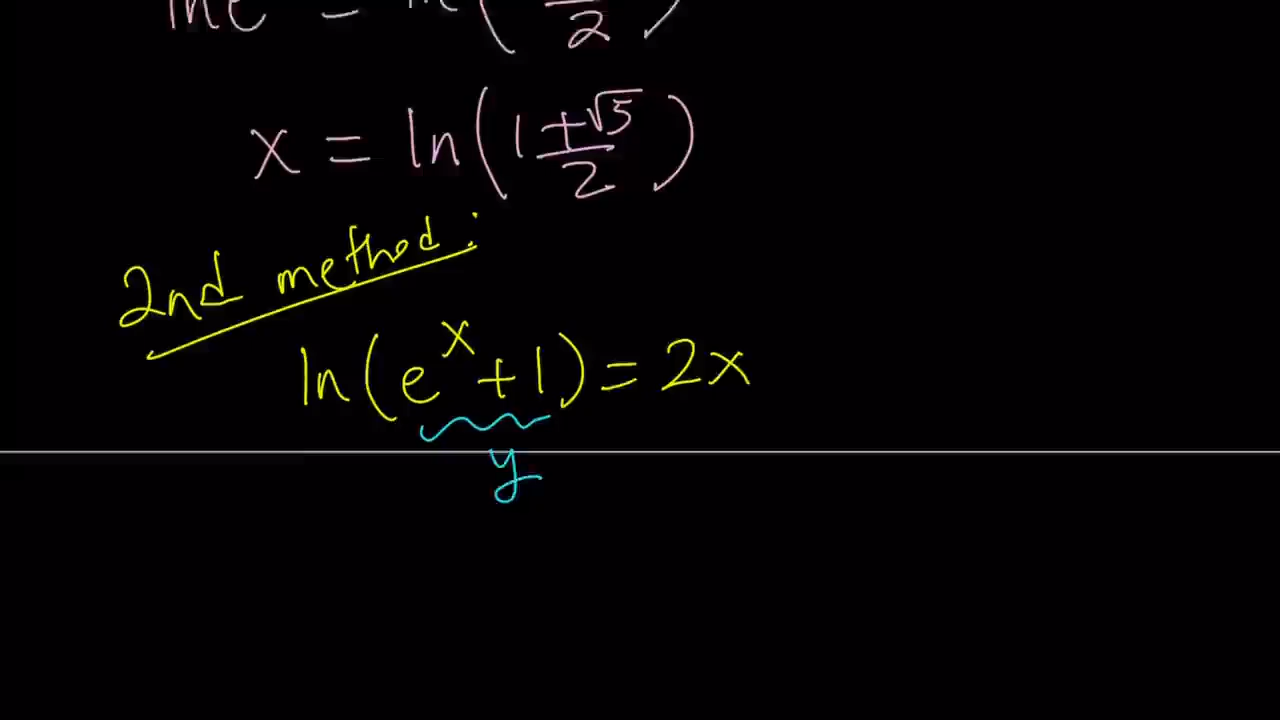 x = ln(1+√5/2)
2nd method:
ln(e^x + 1) = 2x
y